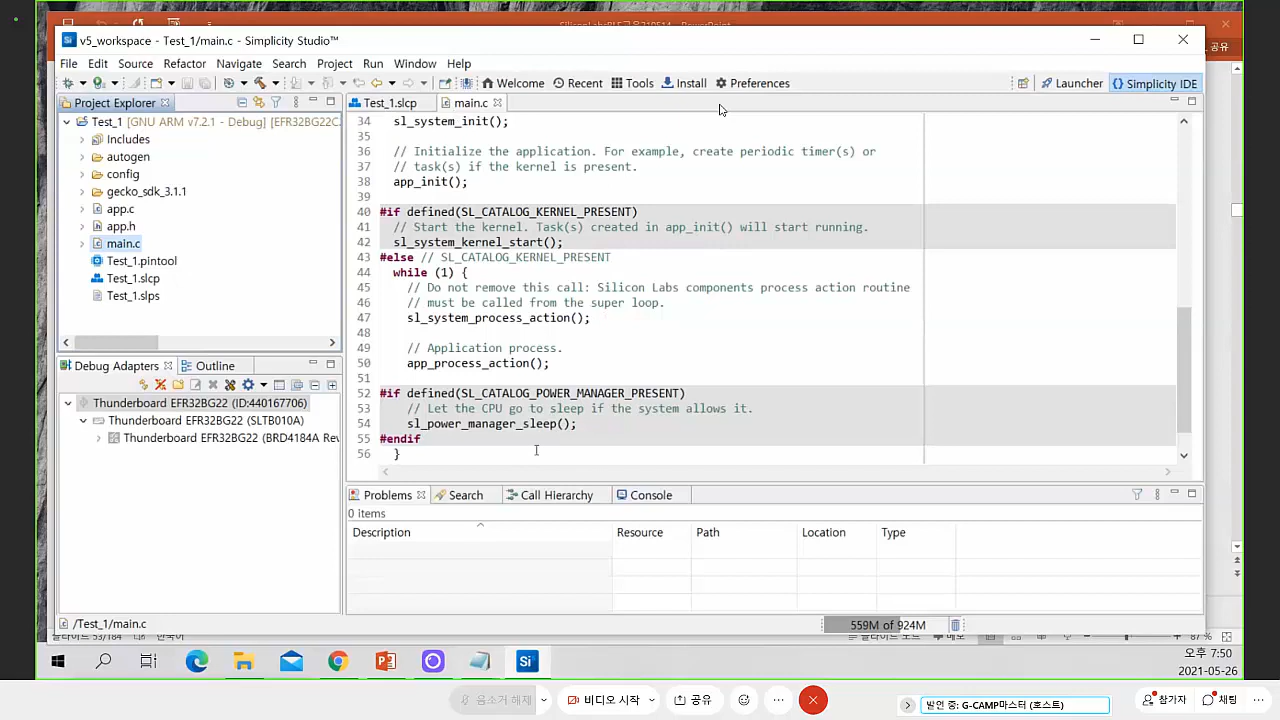 v5_workspace - Test_1/main.c - Simplicity Studio™
공유
File Edit Source Refactor Navigate Search Project Run Window Help
Welcome Recent Tools Install Preferences Launcher Simplicity IDE
Project Explorer
Test_1 [GNU ARM v7.2.1 - Debug] [EFR32BG22C
Includes
autogen
config
gecko_sdk_3.1.1
app.c
app.h
main.c
Test_1.pintool
Test_1.slcp
Test_1.slps
Debug Adapters Outline
Thunderboard EFR32BG22 (ID:440167706)
Thunderboard EFR32BG22 (SLTB010A)
Thunderboard EFR32BG22 (BRD4184A Rev
Test_1.slcp main.c
34 sl_system_init();
35
36 // Initialize the application. For example, create periodic timer(s) or
37 // task(s) if the kernel is present.
38 app_init();
39
40 #if defined(SL_CATALOG_KERNEL_PRESENT)
41 // Start the kernel. Task(s) created in app_init() will start running.
42 sl_system_kernel_start();
43 #else // SL_CATALOG_KERNEL_PRESENT
44 while (1) {
45 // Do not remove this call: Silicon Labs components process action routine
46 // must be called from the super loop.
47 sl_system_process_action();
48
49 // Application process.
50 app_process_action();
51
52 #if defined(SL_CATALOG_POWER_MANAGER_PRESENT)
53 // Let the CPU go to sleep if the system allows it.
54 sl_power_manager_sleep();
55 #endif
56 }
Problems Search Call Hierarchy Console
0 items
Description Resource Path Location Type
/Test_1/main.c
559M of 924M
87 %
오후 7:50
2021-05-26
음소거 해제 비디오 시작 공유
발언 중: G-CAMP마스터 (호스트)
참가자 채팅